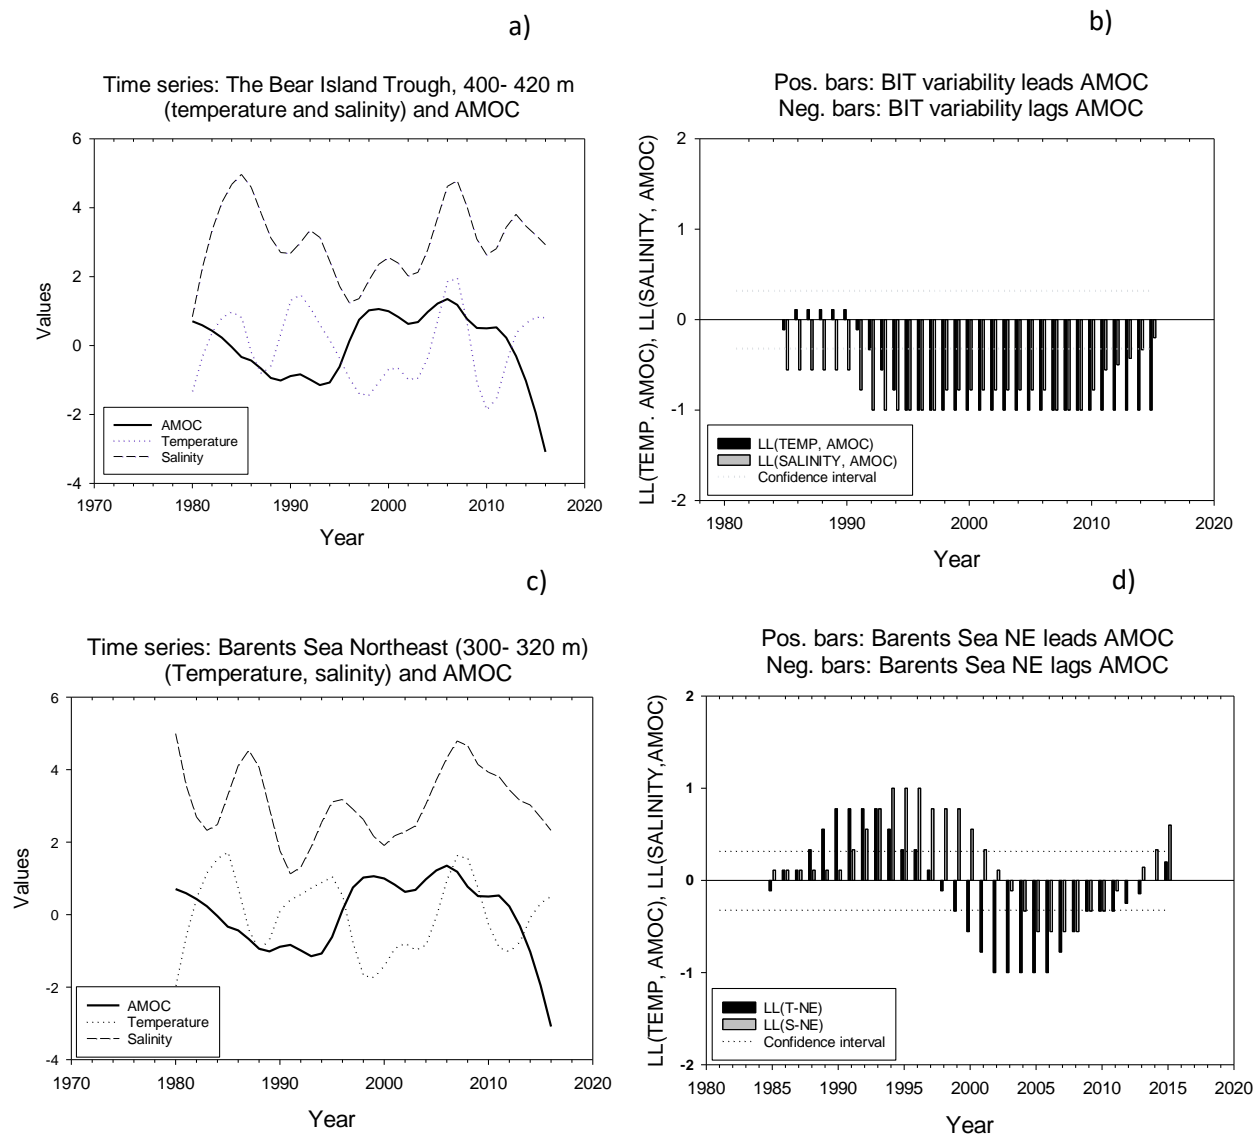 a)
Time series: The Bear Island Trough, 400- 420 m
(temperature and salinity) and AMOC
6
4
2
0
-2
-4
Values
AMOC
Temperature
Salinity
1970
1980
1990
2000
2010
2020
Year
b)
Pos. bars: BIT variability leads AMOC
Neg. bars: BIT variability lags AMOC
2
1
0
-1
-2
LL(TEMP. AMOC), LL(SALINITY, AMOC)
LL(TEMP, AMOC)
LL(SALINITY, AMOC)
Confidence interval
1980
1990
2000
2010
2020
Year
c)
Time series: Barents Sea Northeast (300- 320 m)
(Temperature, salinity) and AMOC
6
4
2
0
-2
-4
Values
AMOC
Temperature
Salinity
1970
1980
1990
2000
2010
2020
Year
d)
Pos. bars: Barents Sea NE leads AMOC
Neg. bars: Barents Sea NE lags AMOC
2
1
0
-1
-2
LL(TEMP, AMOC), LL(SALINITY,AMOC)
LL(T-NE)
LL(S-NE)
Confidence interval
1980
1985
1990
1995
2000
2005
2010
2015
2020
Year